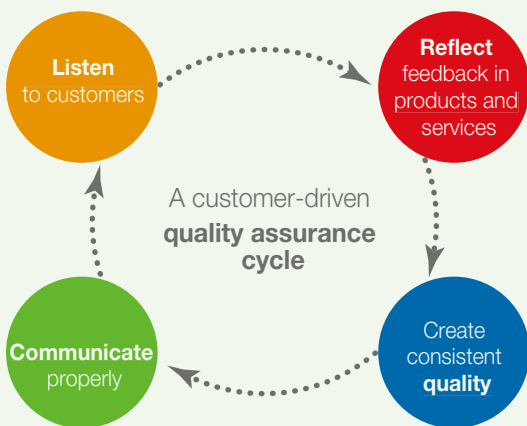 Listen
to customers
Reflect
feedback in
products and
services
A customer-driven
quality assurance
cycle
Communicate
properly
Create
consistent
quality